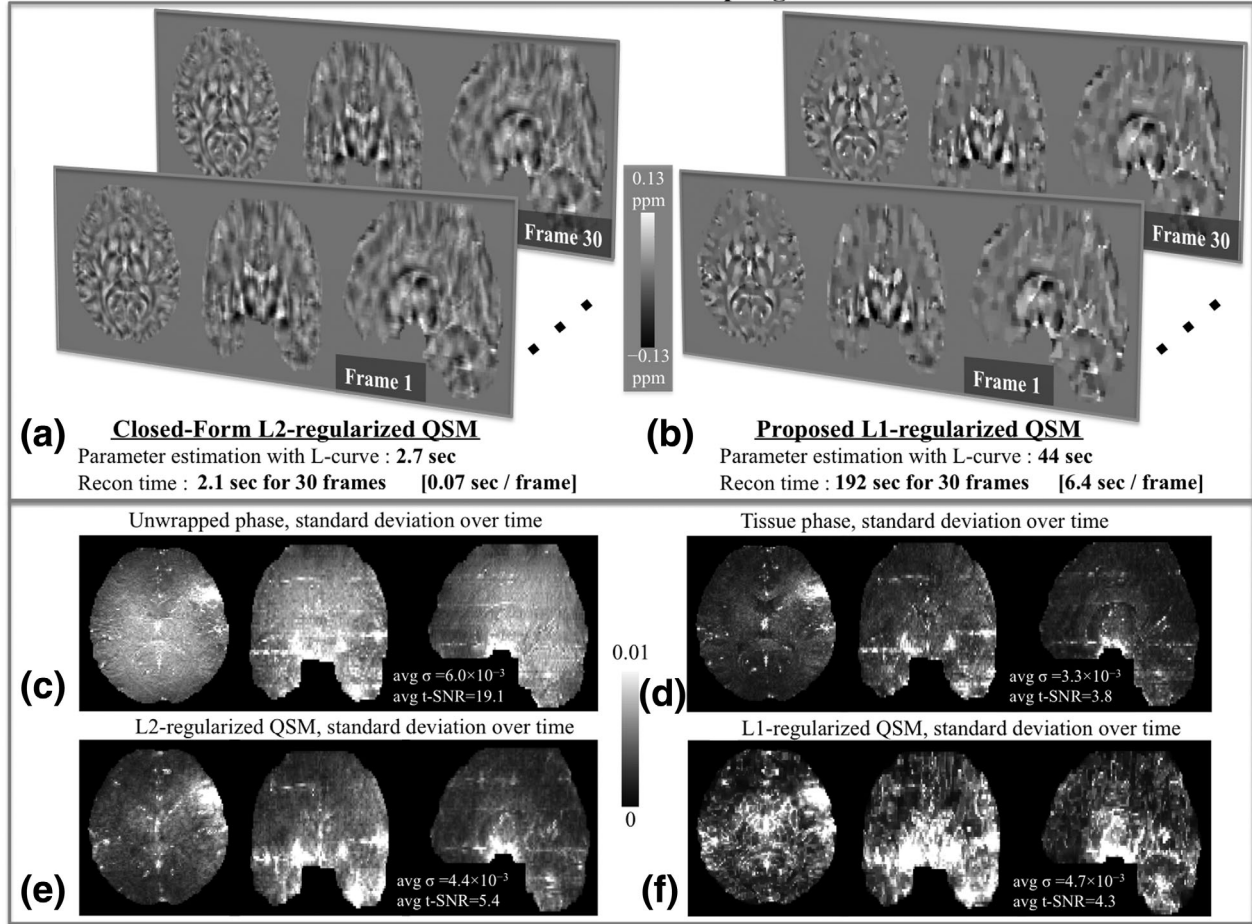 Frame 30
Frame 1
0.13
ppm
−0.13
ppm
Frame 30
Frame 1
(a)
Closed-Form L2-regularized QSM
Parameter estimation with L-curve : 2.7 sec
Recon time : 2.1 sec for 30 frames [0.07 sec / frame]
(b)
Proposed L1-regularized QSM
Parameter estimation with L-curve : 44 sec
Recon time : 192 sec for 30 frames [6.4 sec / frame]
Unwrapped phase, standard deviation over time
(c)
avg σ =6.0×10⁻³
avg t-SNR=19.1
Tissue phase, standard deviation over time
(d)
avg σ =3.3×10⁻³
avg t-SNR=3.8
0.01
0
L2-regularized QSM, standard deviation over time
(e)
avg σ =4.4×10⁻³
avg t-SNR=5.4
L1-regularized QSM, standard deviation over time
(f)
avg σ =4.7×10⁻³
avg t-SNR=4.3